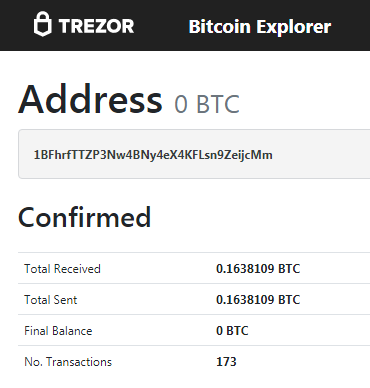 TREZOR Bitcoin Explorer
Address 0 BTC
1BFhrfTTZP3Nw4BNy4eX4KFLsn9ZeijcMm
Confirmed
Total Received 0.1638109 BTC
Total Sent 0.1638109 BTC
Final Balance 0 BTC
No. Transactions 173